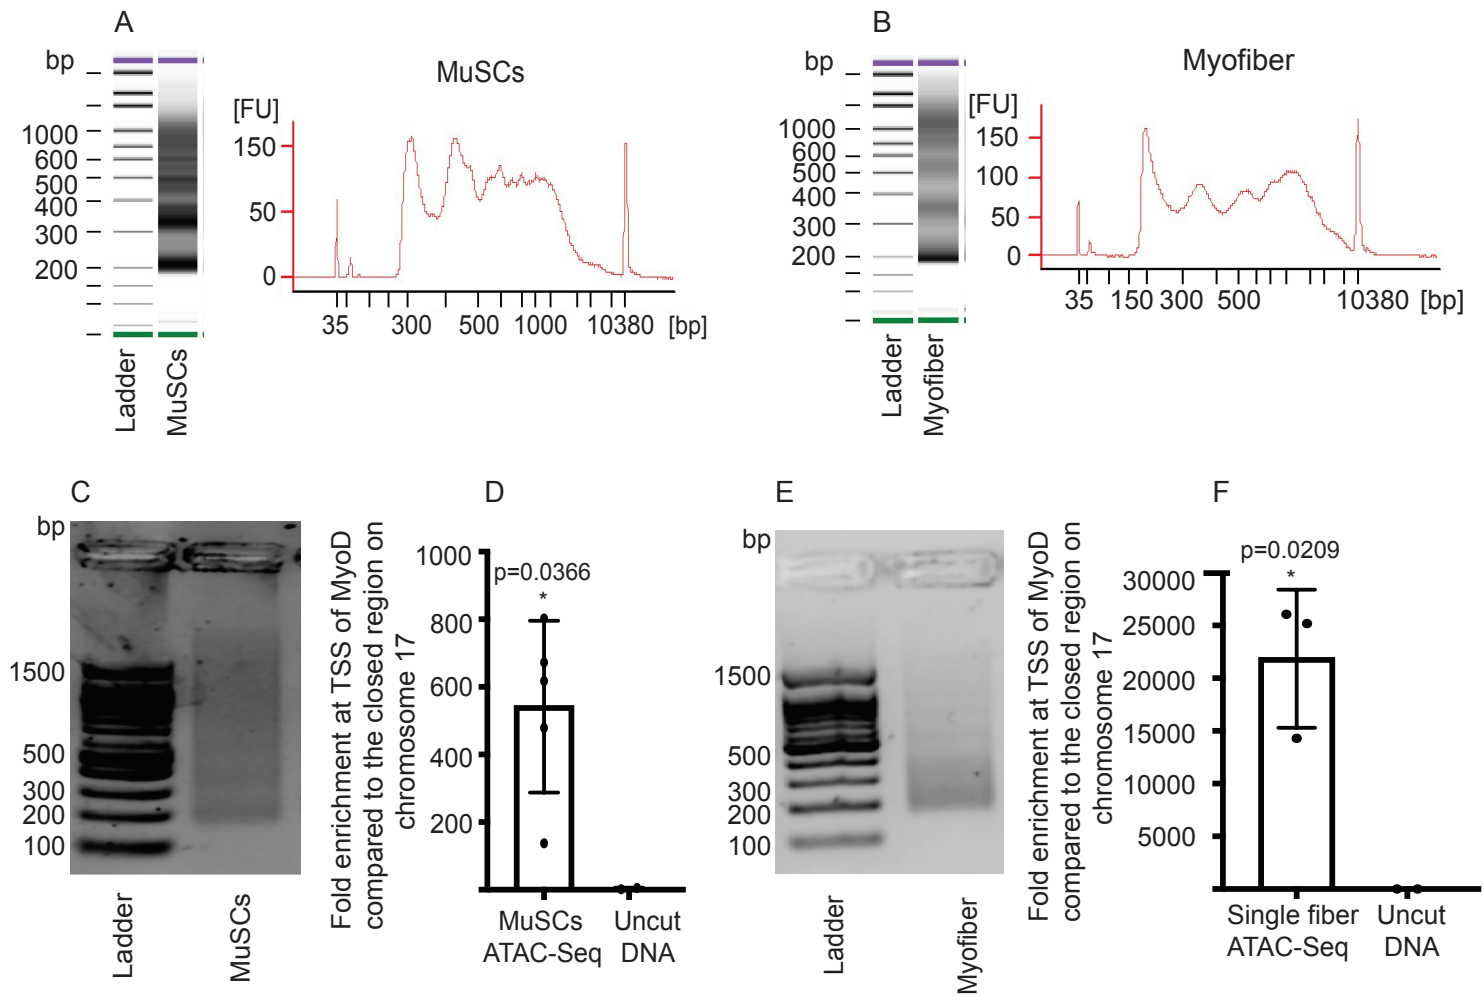 A
bp
1000
600
500
400
300
200
Ladder
MuSCs
MuSCs
[FU]
150
50
0
35
300
500
1000
10380
[bp]
B
bp
1000
600
500
400
300
200
Ladder
Myofiber
Myofiber
[FU]
150
100
50
0
35
150
300
500
10380
[bp]
C
bp
1500
500
300
200
100
Ladder
MuSCs
D
Fold enrichment at TSS of MyoD
compared to the closed region on
chromosome 17
1000
800
600
400
200
p=0.0366
*
MuSCs
ATAC-Seq
Uncut
DNA
E
bp
1500
500
300
200
100
Ladder
Myofiber
F
Fold enrichment at TSS of MyoD
compared to the closed region on
chromosome 17
30000
25000
20000
15000
10000
5000
p=0.0209
*
Single fiber
ATAC-Seq
Uncut
DNA